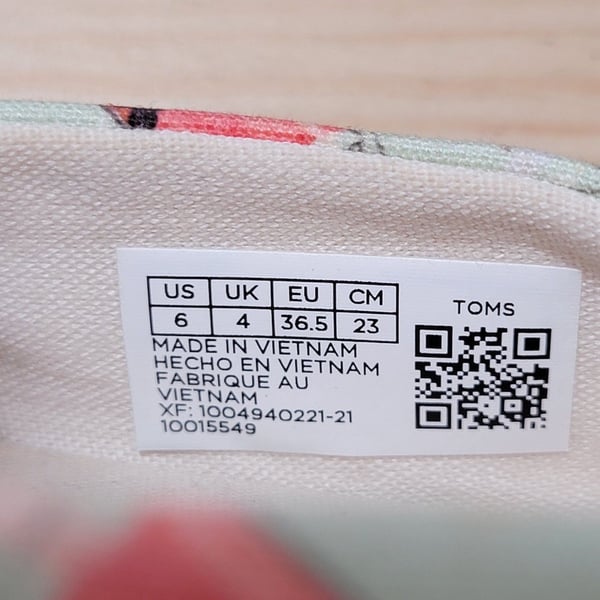 US UK EU CM
6 4 36.5 23
TOMS
MADE IN VIETNAM
HECHO EN VIETNAM
FABRIQUE AU
VIETNAM
XF: 1004940221-21
10015549